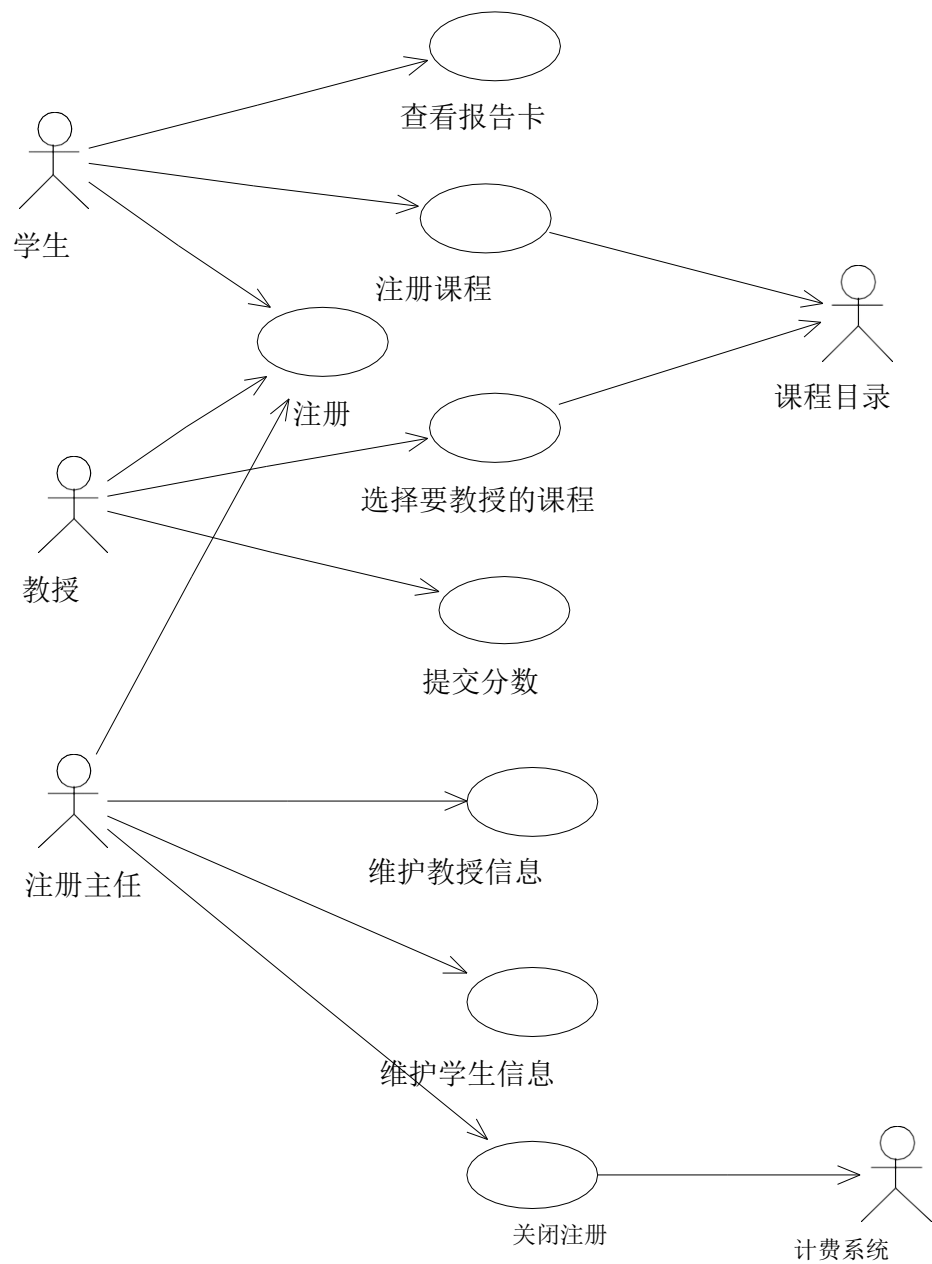 查看报告卡
学生
注册课程
课程目录
注册
选择要教授的课程
教授
提交分数
维护教授信息
注册主任
维护学生信息
关闭注册
计费系统